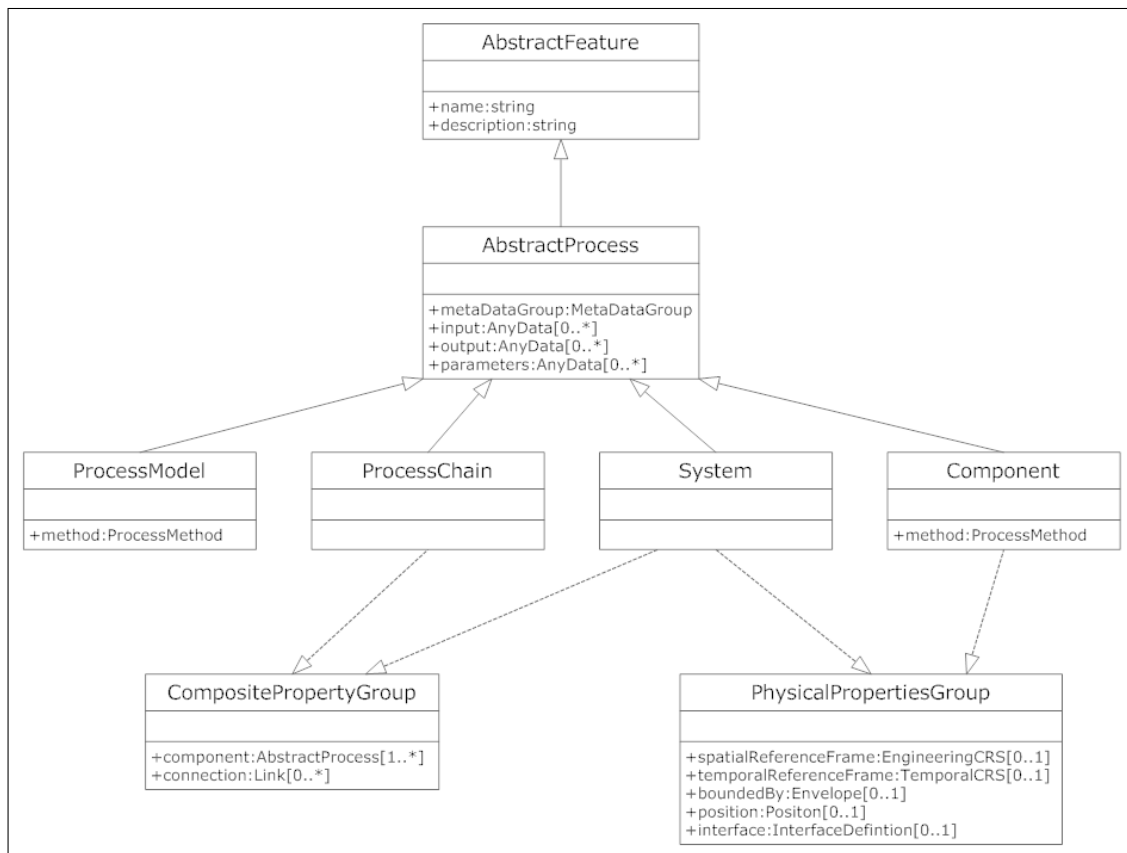 AbstractFeature
+name:string
+description:string
AbstractProcess
+metaDataGroup:MetaDataGroup
+input:AnyData[0..*]
+output:AnyData[0..*]
+parameters:AnyData[0..*]
ProcessModel
+method:ProcessMethod
ProcessChain
System
Component
+method:ProcessMethod
CompositePropertyGroup
+component:AbstractProcess[1..*]
+connection:Link[0..*]
PhysicalPropertiesGroup
+spatialReferenceFrame:EngineeringCRS[0..1]
+temporalReferenceFrame:TemporalCRS[0..1]
+boundedBy:Envelope[0..1]
+position:Positon[0..1]
+interface:InterfaceDefintion[0..1]